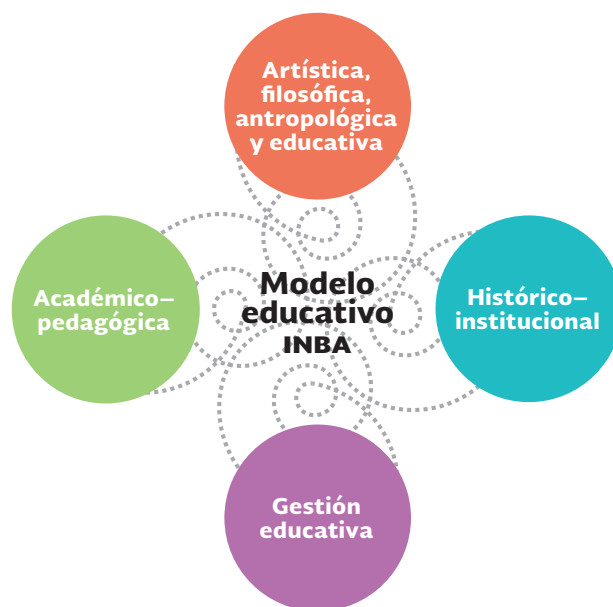 Artística,
filosófica,
antropológica
y educativa
Académico–
pedagógica
Modelo
educativo
INBA
Histórico–
institucional
Gestión
educativa